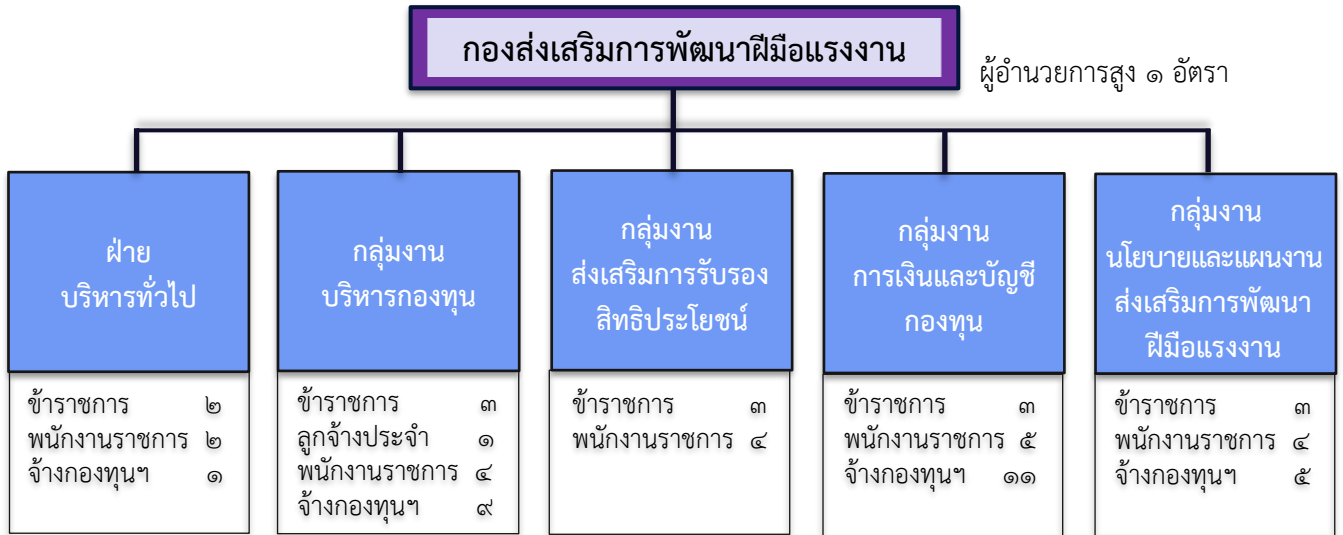 กองส่งเสริมการพัฒนาฝีมือแรงงาน
ผู้อำนวยการสูง ๑ อัตรา
ฝ่าย
บริหารทั่วไป
ข้าราชการ ๒
พนักงานราชการ ๒
จ้างกองทุนฯ ๑
กลุ่มงาน
บริหารกองทุน
ข้าราชการ ๓
ลูกจ้างประจำ ๑
พนักงานราชการ ๔
จ้างกองทุนฯ ๙
กลุ่มงาน
ส่งเสริมการรับรอง
สิทธิประโยชน์
ข้าราชการ ๓
พนักงานราชการ ๔
กลุ่มงาน
การเงินและบัญชี
กองทุน
ข้าราชการ ๓
พนักงานราชการ ๕
จ้างกองทุนฯ ๑๑
กลุ่มงาน
นโยบายและแผนงาน
ส่งเสริมการพัฒนา
ฝีมือแรงงาน
ข้าราชการ ๓
พนักงานราชการ ๔
จ้างกองทุนฯ ๕